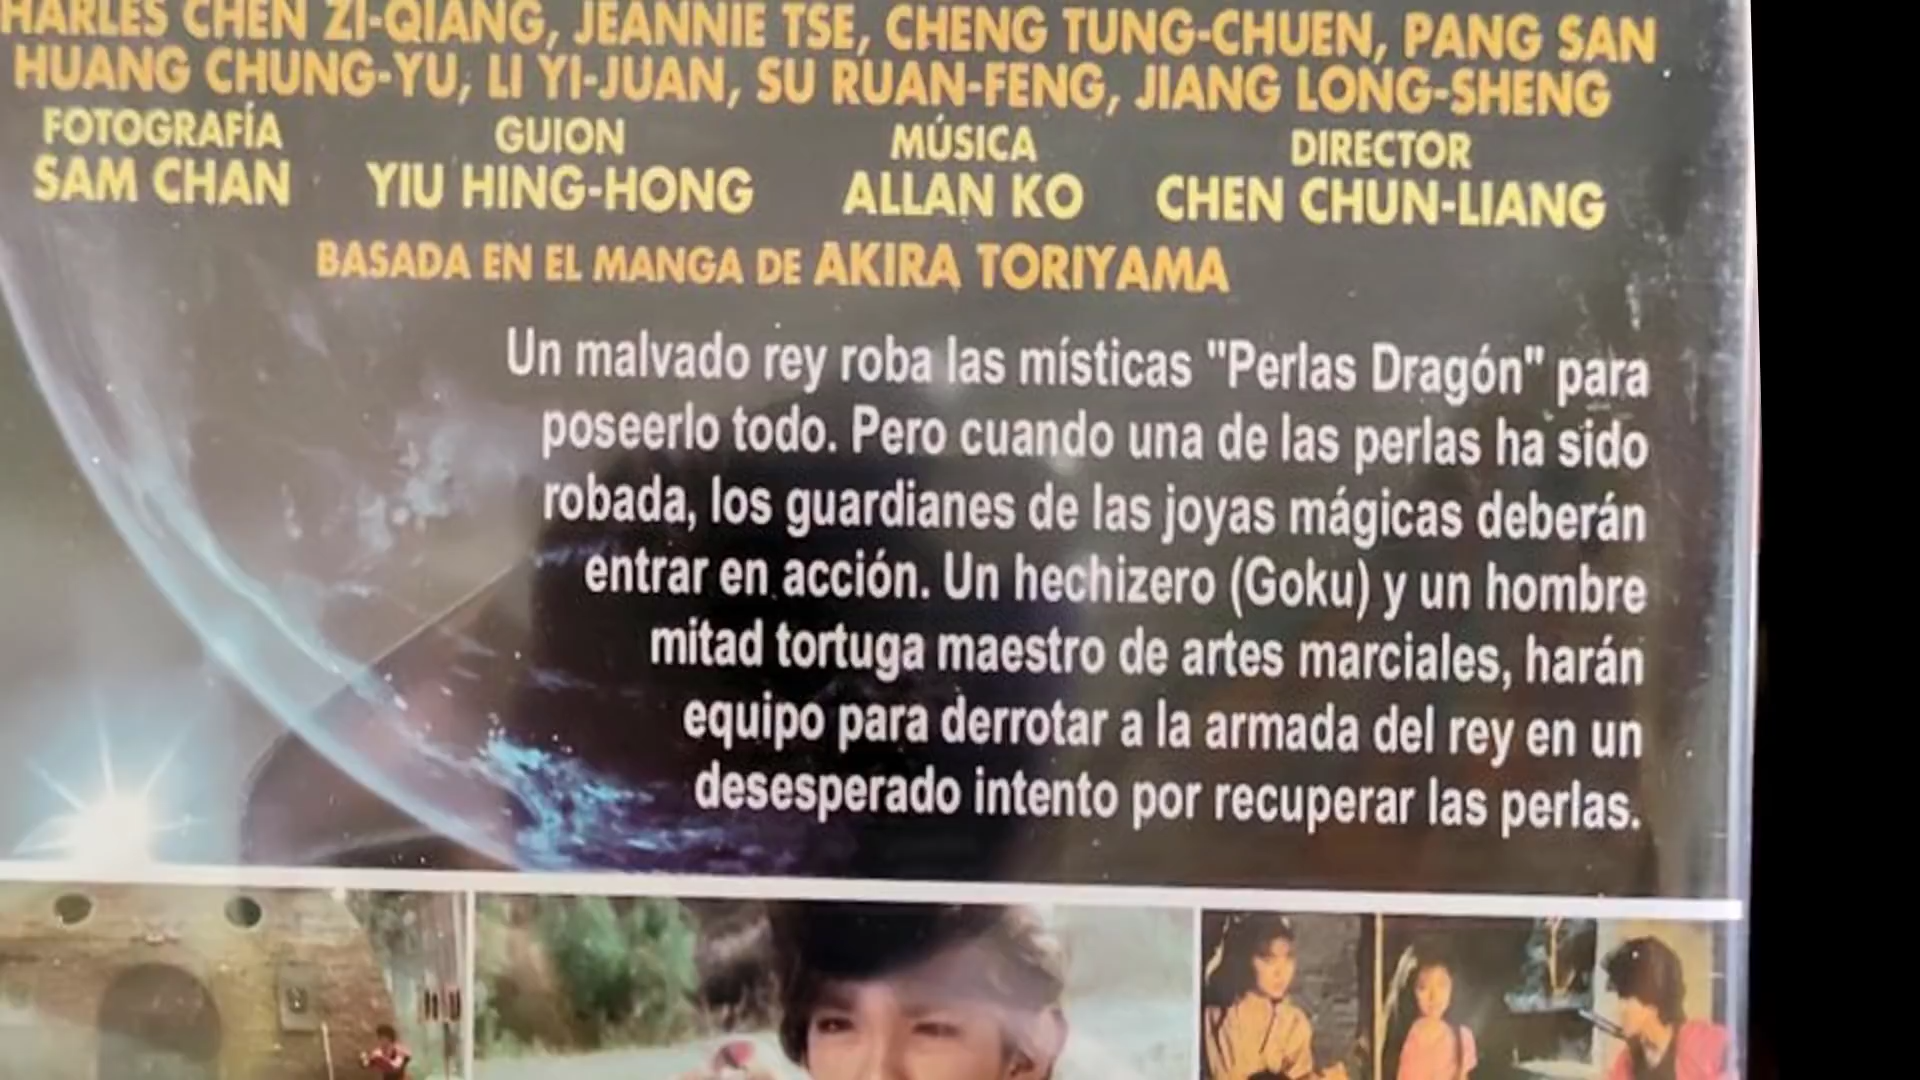 HARLES CHEN ZI-QIANG, JEANNIE TSE, CHENG TUNG-CHUEN, PANG SAN
HUANG CHUNG-YU, LI YI-JUAN, SU RUAN-FENG, JIANG LONG-SHENG
FOTOGRAFÍA GUION MÚSICA DIRECTOR
SAM CHAN YIU HING-HONG ALLAN KO CHEN CHUN-LIANG
BASADA EN EL MANGA DE AKIRA TORIYAMA
Un malvado rey roba las místicas "Perlas Dragón" para
poseerlo todo. Pero cuando una de las perlas ha sido
robada, los guardianes de las joyas mágicas deberán
entrar en acción. Un hechizero (Goku) y un hombre
mitad tortuga maestro de artes marciales, harán
equipo para derrotar a la armada del rey en un
desesperado intento por recuperar las perlas.